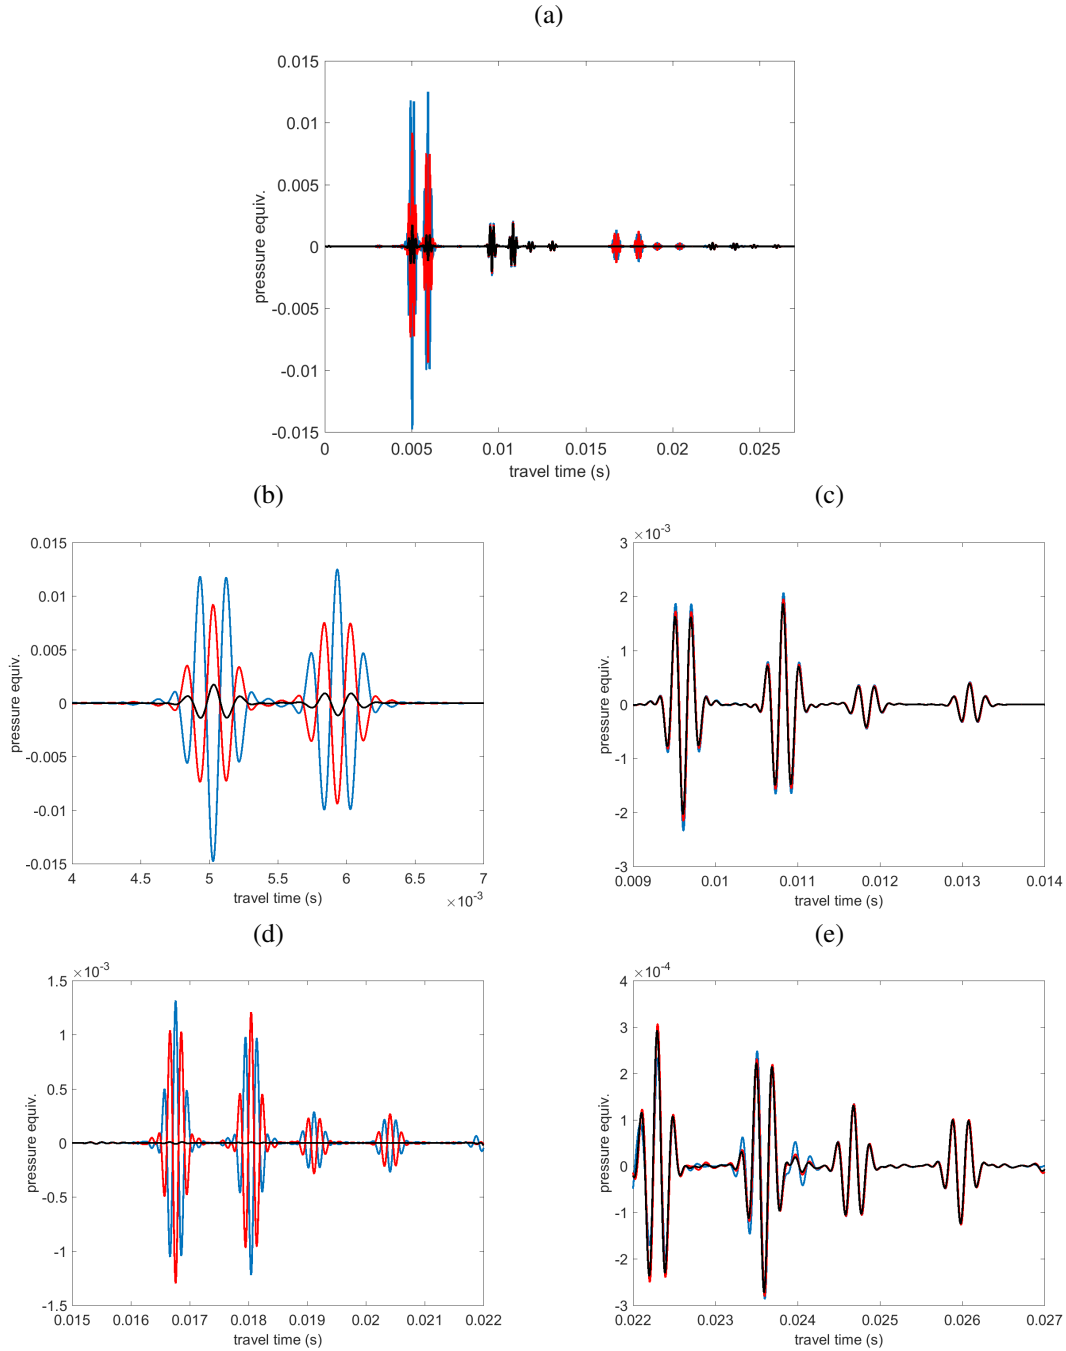 (a)
0.015
0.01
0.005
0
-0.005
-0.01
-0.015
pressure equiv.
0 0.005 0.01 0.015 0.02 0.025
travel time (s)
(b)
0.015
0.01
0.005
0
-0.005
-0.01
-0.015
pressure equiv.
4 4.5 5 5.5 6 6.5 7
travel time (s)
×10-3
(c)
×10-3
3
2
1
0
-1
-2
-3
pressure equiv.
0.009 0.01 0.011 0.012 0.013 0.014
travel time (s)
(d)
×10-3
1.5
1
0.5
0
-0.5
-1
-1.5
pressure equiv.
0.015 0.016 0.017 0.018 0.019 0.02 0.021 0.022
travel time (s)
(e)
×10-4
4
3
2
1
0
-1
-2
-3
pressure equiv.
0.022 0.023 0.024 0.025 0.026 0.027
travel time (s)